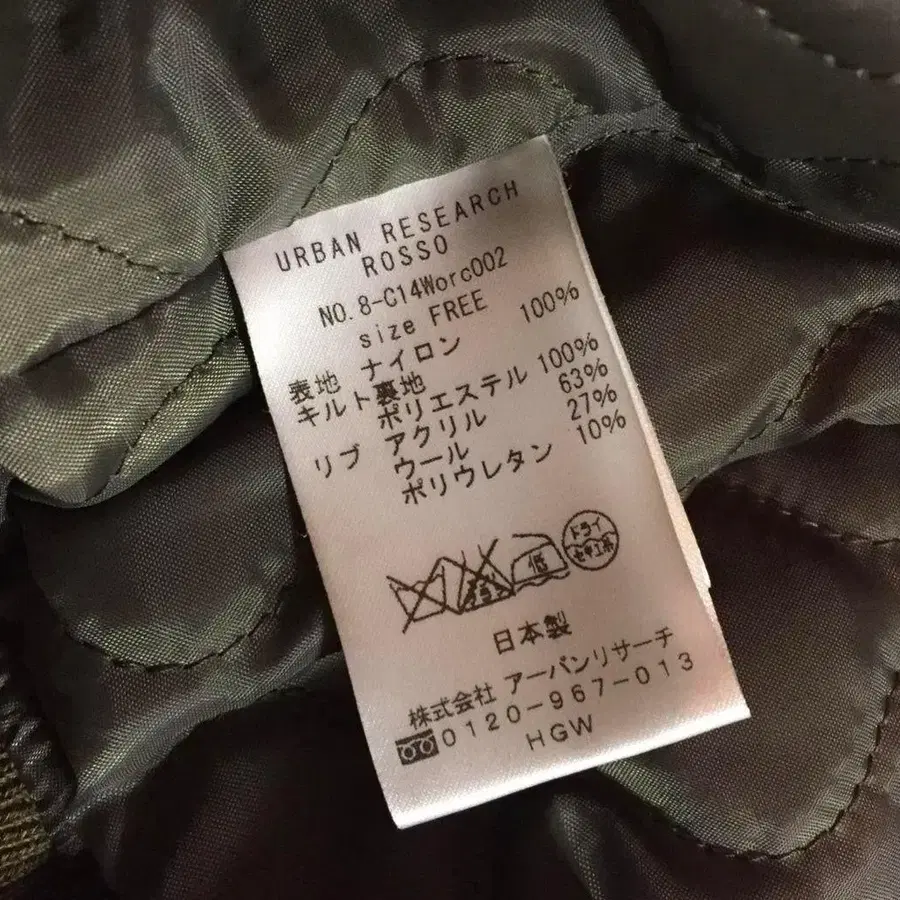 URBAN RESEARCH
ROSSO
NO.8-C14Worc002
size FREE
表地 ナイロン 100%
キルト裏地
ポリエステル 100%
リブ アクリル 63%
ウール 27%
ポリウレタン 10%
低
ドライ
セキユ系
日本製
株式会社 アーバンリサーチ
0120-967-013
HGW